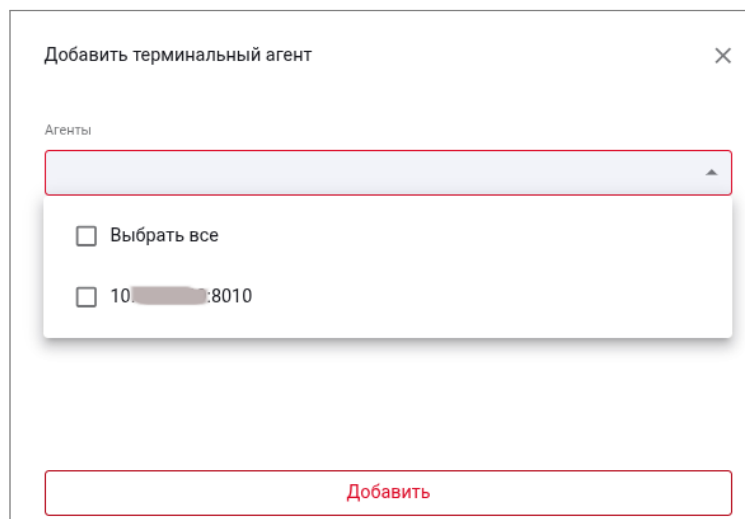 Добавить терминальный агент
Агенты
Выбрать все
10. :8010
Добавить